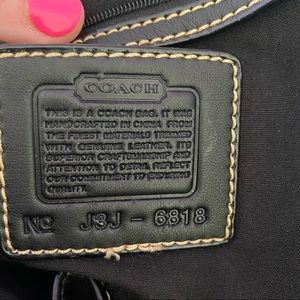 COACH
THIS IS A COACH BAG. IT WAS
HANDCRAFTED IN CHINA FROM
THE FINEST MATERIALS TRIMMED
WITH GENUINE LEATHER. ITS
SUPERIOR CRAFTSMANSHIP AND
ATTENTION TO DETAIL REFLECT
OUR COMMITMENT TO ENDURING
QUALITY.
Nº J3J - 6818